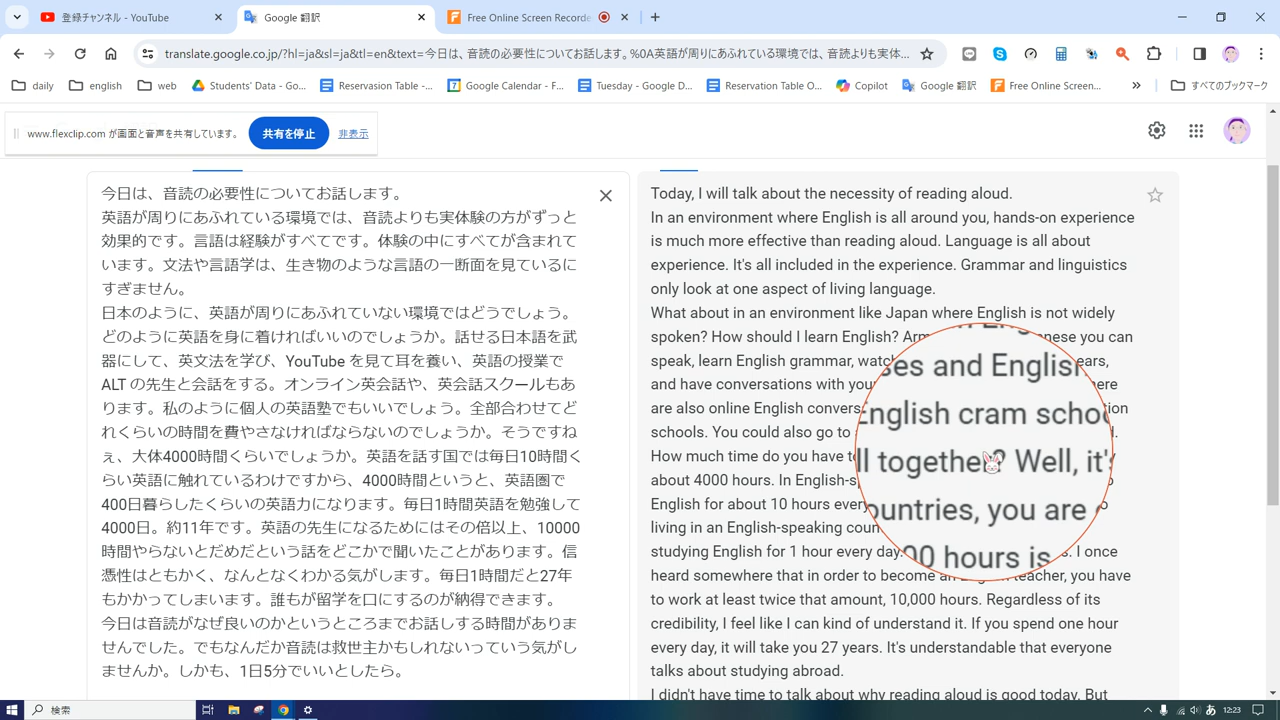 登録チャンネル - YouTube
Google 翻訳
Free Online Screen Recorde
translate.google.co.jp/?hl=ja&sl=ja&tl=en&text=今日は、音読の必要性についてお話します。%0A英語が周りにあふれている環境では、音読よりも実体...
daily
english
web
Students' Data - Go...
Reservasion Table -...
Google Calendar - F...
Tuesday - Google D...
Reservation Table O...
Copilot
Google 翻訳
Free Online Screen...
»
すべてのブックマーク
www.flexclip.com が画面と音声を共有しています。
共有を停止
非表示
今日は、音読の必要性についてお話します。
英語が周りにあふれている環境では、音読よりも実体験の方がずっと
効果的です。言語は経験がすべてです。体験の中にすべてが含まれて
います。文法や言語学は、生き物のような言語の一断面を見ているに
すぎません。
日本のように、英語が周りにあふれていない環境ではどうでしょう。
どのように英語を身に着ければいいのでしょうか。話せる日本語を武
器にして、英文法を学び、YouTube を見て耳を養い、英語の授業で
ALT の先生と会話をする。オンライン英会話や、英会話スクールもあ
ります。私のように個人の英語塾でもいいでしょう。全部合わせてど
れくらいの時間を費やさなければならないのでしょうか。そうですね
ぇ、大体4000時間くらいでしょうか。英語を話す国では毎日10時間く
らい英語に触れているわけですから、4000時間というと、英語圏で
400日暮らしたくらいの英語力になります。毎日1時間英語を勉強して
4000日。約11年です。英語の先生になるためにはその倍以上、10000
時間やらないとだめだという話をどこかで聞いたことがあります。信
憑性はともかく、なんとなくわかる気がします。毎日1時間だと27年
もかかってしまいます。誰もが留学を口にするのが納得できます。
今日は音読がなぜ良いのかというところまでお話しする時間がありま
せんでした。でもなんだか音読は救世主かもしれないっていう気がし
ませんか。しかも、1日5分でいいとしたら。
Today, I will talk about the necessity of reading aloud.
In an environment where English is all around you, hands-on experience
is much more effective than reading aloud. Language is all about
experience. It's all included in the experience. Grammar and linguistics
only look at one aspect of living language.
What about in an environment like Japan where English is not widely
spoken? How should I learn English? you can
speak, learn English grammar, ears,
and have conversations with
are also online English
schools. You could also go to
How much time do you have
about 4000 hours. In
English for about 10 hours
living in an English-speaking
studying English for 1 hour every day. I once
heard somewhere that in order to become teacher, you have
to work at least twice that amount, 10,000 hours. Regardless of its
credibility, I feel like I can kind of understand it. If you spend one hour
every day, it will take you 27 years. It's understandable that everyone
talks about studying abroad.
I didn't have time to talk about why reading aloud is good today. But
and English
English cram
together? Well, it's
you are
hours is
検索
あ
12:23